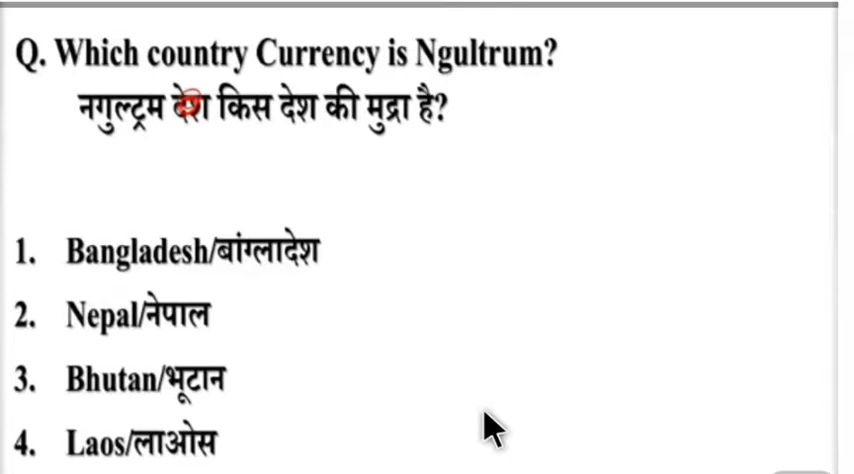 Q. Which country Currency is Ngultrum?
नगुल्ट्रम देश किस देश की मुद्रा है?
1. Bangladesh/बांग्लादेश
2. Nepal/नेपाल
3. Bhutan/भूटान
4. Laos/लाओस